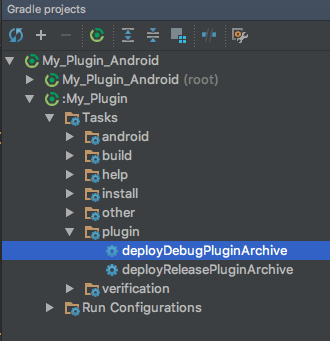 Gradle projects
My_Plugin_Android
My_Plugin_Android (root)
:My_Plugin
Tasks
android
build
help
install
other
plugin
deployDebugPluginArchive
deployReleasePluginArchive
verification
Run Configurations